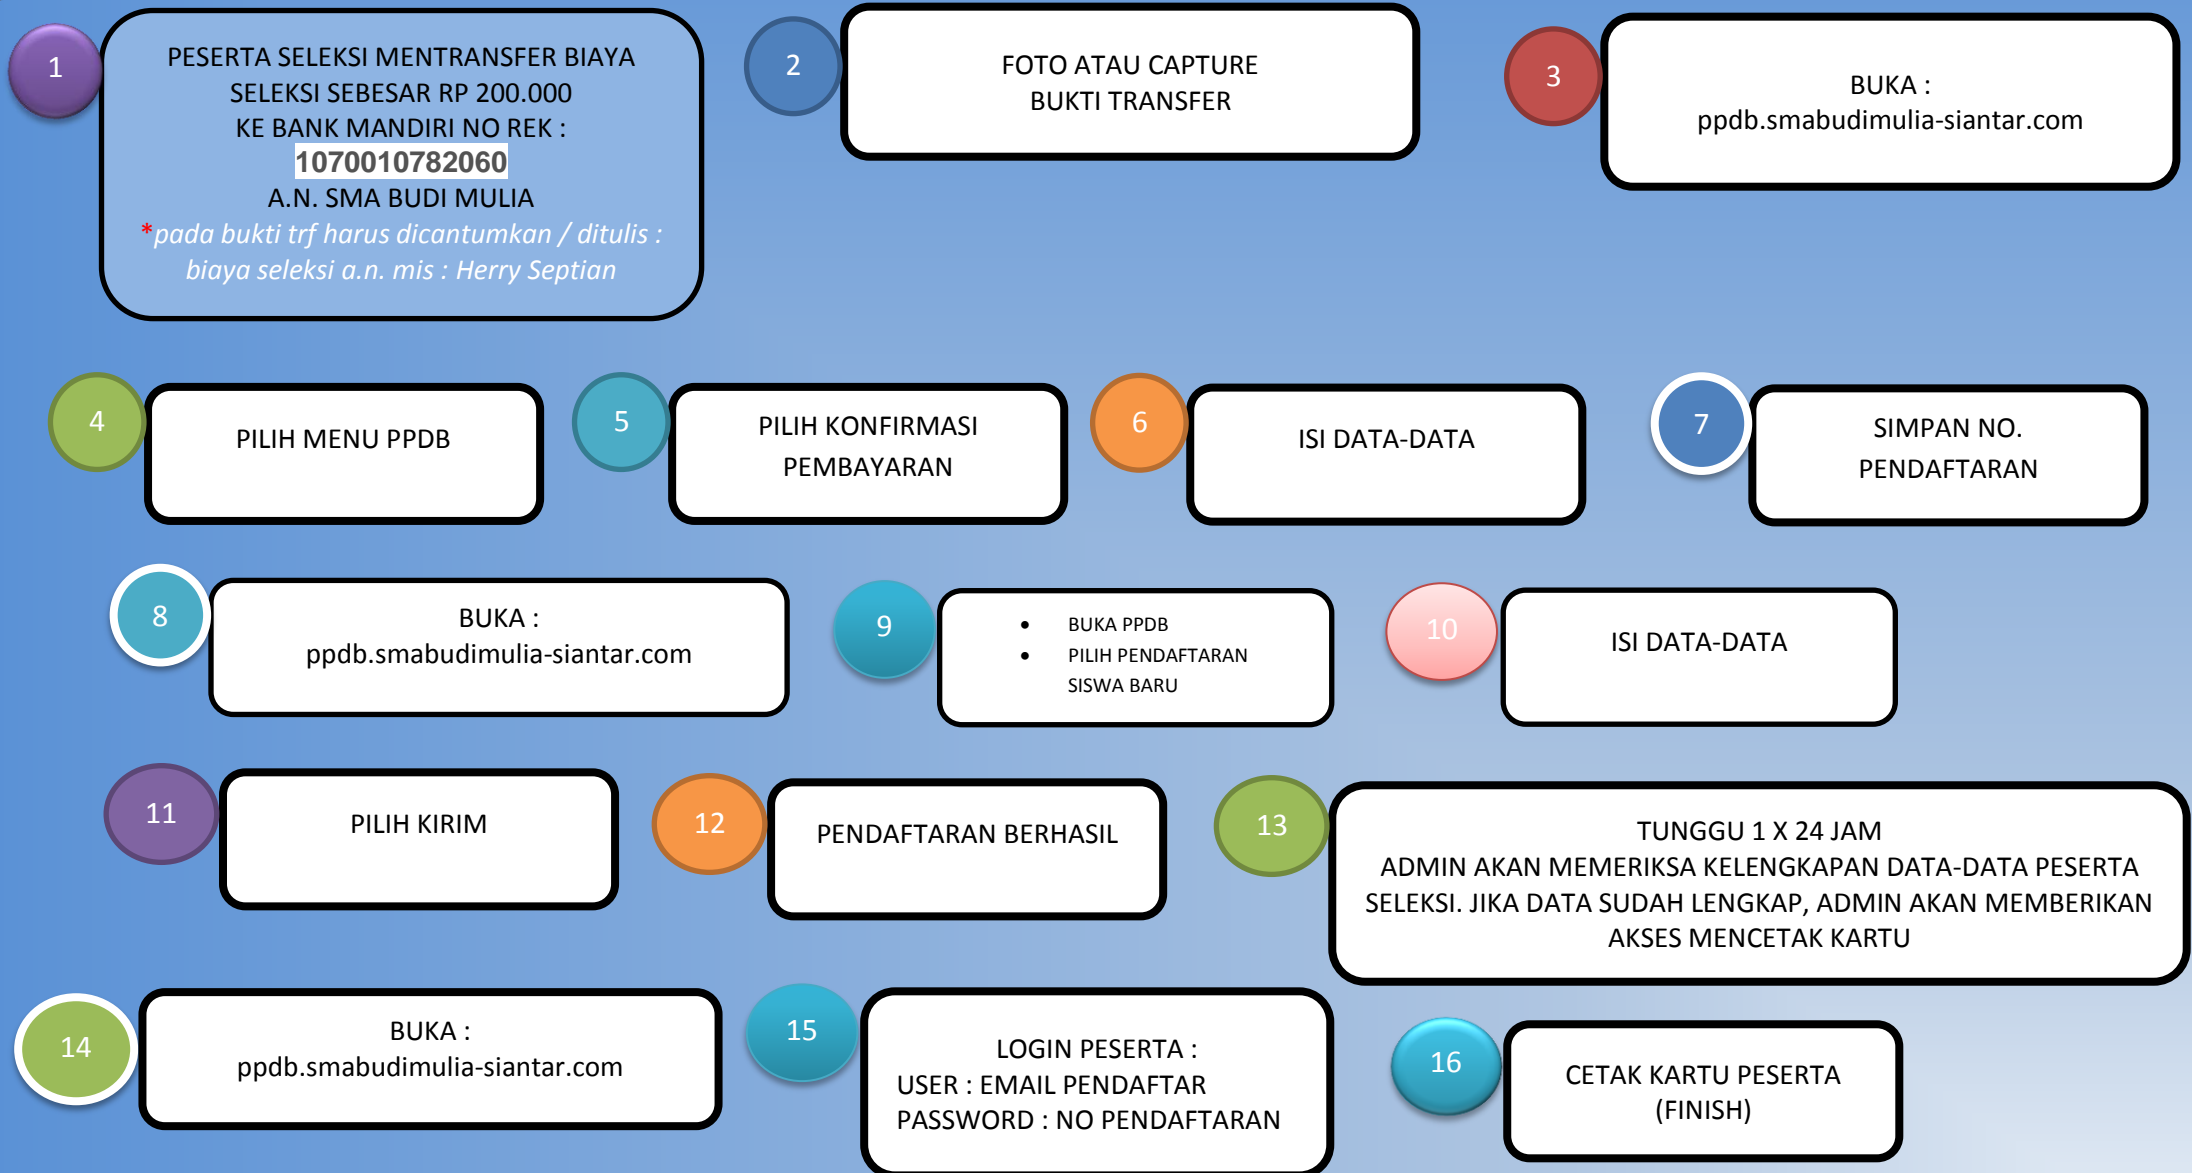 1
PESERTA SELEKSI MENTRANSFER BIAYA
SELEKSI SEBESAR RP 200.000
KE BANK MANDIRI NO REK :
1070010782060
A.N. SMA BUDI MULIA
*pada bukti trf harus dicantumkan / ditulis :
biaya seleksi a.n. mis : Herry Septian
2
FOTO ATAU CAPTURE
BUKTI TRANSFER
3
BUKA :
ppdb.smabudimulia-siantar.com
4
PILIH MENU PPDB
5
PILIH KONFIRMASI
PEMBAYARAN
6
ISI DATA-DATA
7
SIMPAN NO.
PENDAFTARAN
8
BUKA :
ppdb.smabudimulia-siantar.com
9
• BUKA PPDB
• PILIH PENDAFTARAN
SISWA BARU
10
ISI DATA-DATA
11
PILIH KIRIM
12
PENDAFTARAN BERHASIL
13
TUNGGU 1 X 24 JAM
ADMIN AKAN MEMERIKSA KELENGKAPAN DATA-DATA PESERTA
SELEKSI. JIKA DATA SUDAH LENGKAP, ADMIN AKAN MEMBERIKAN
AKSES MENCETAK KARTU
14
BUKA :
ppdb.smabudimulia-siantar.com
15
LOGIN PESERTA :
USER : EMAIL PENDAFTAR
PASSWORD : NO PENDAFTARAN
16
CETAK KARTU PESERTA
(FINISH)